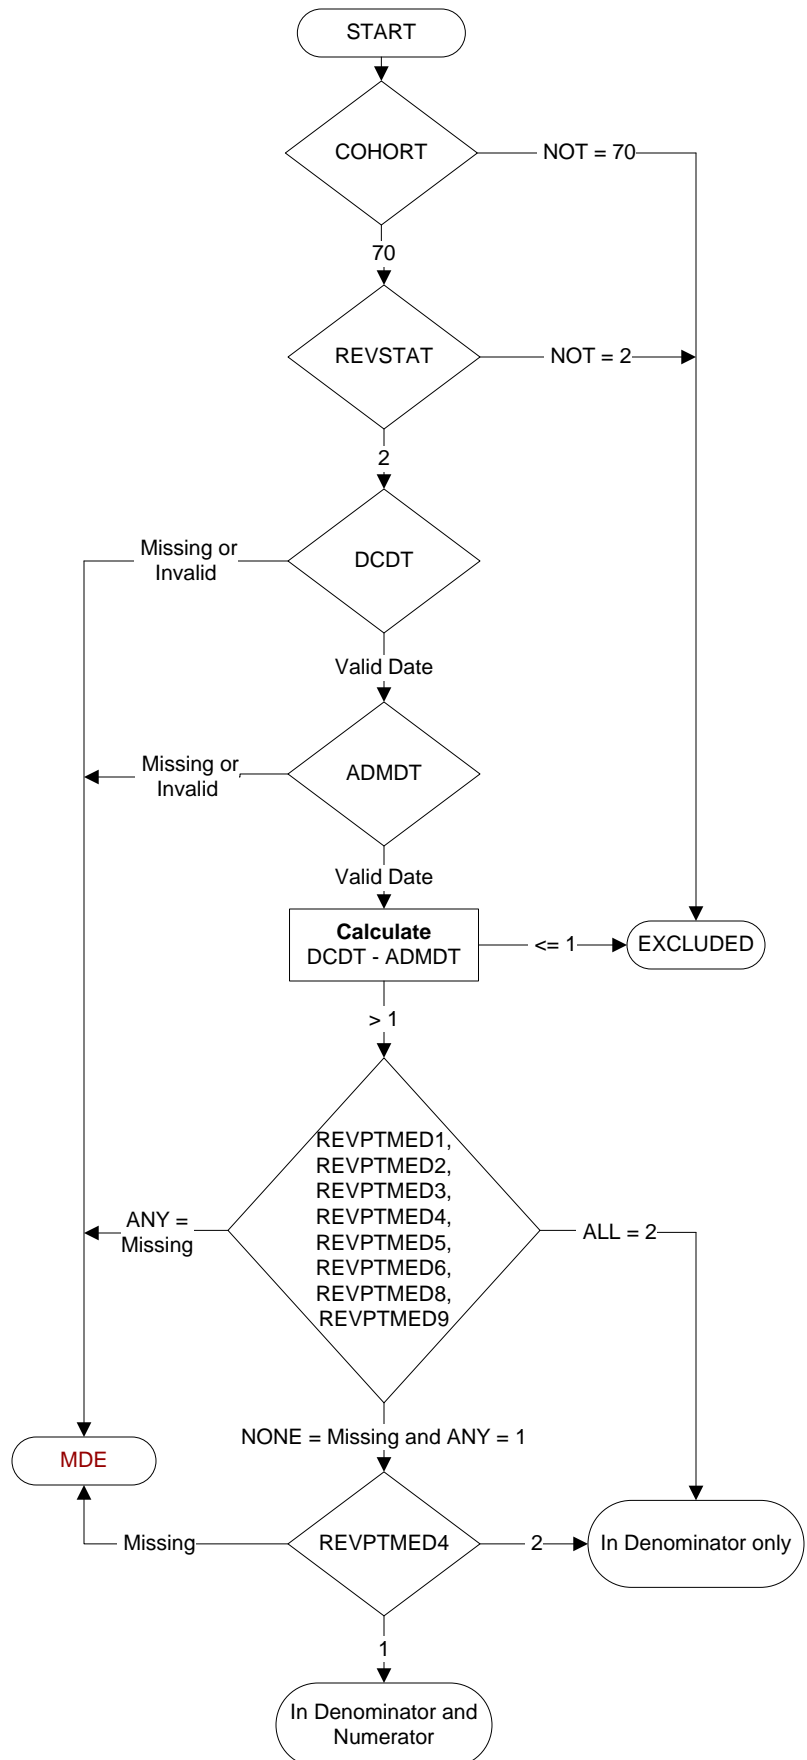 START
COHORT
NOT = 70
70
REVSTAT
NOT = 2
2
Missing or
Invalid
DCDT
Valid Date
Missing or
Invalid
ADMDT
Valid Date
Calculate
DCDT - ADMDT
<= 1
EXCLUDED
> 1
REVPTMED1,
REVPTMED2,
REVPTMED3,
REVPTMED4,
REVPTMED5,
REVPTMED6,
REVPTMED8,
REVPTMED9
ANY =
Missing
ALL = 2
NONE = Missing and ANY = 1
MDE
Missing
REVPTMED4
2
In Denominator only
1
In Denominator and
Numerator